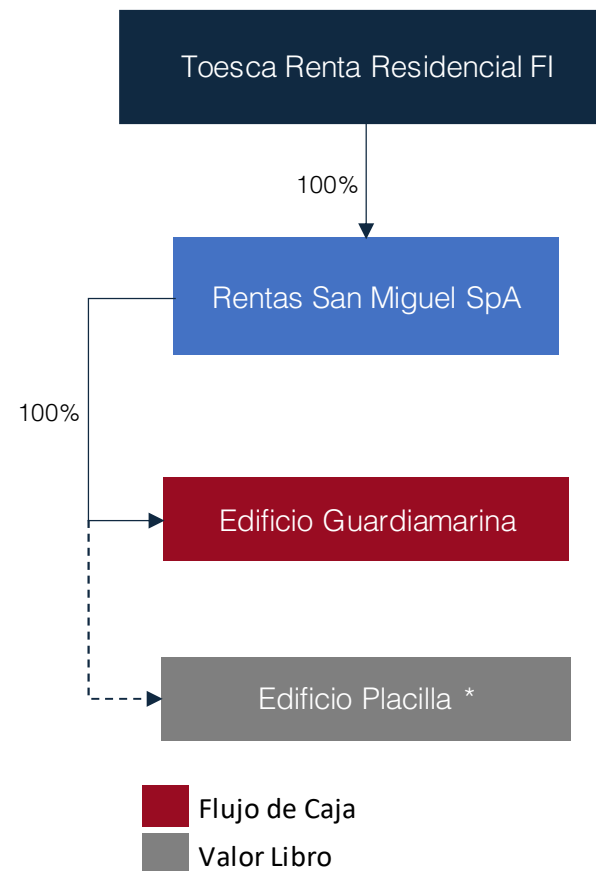 Toesca Renta Residencial FI
100%
Rentas San Miguel SpA
100%
Edificio Guardiamarina
Edificio Placilla *
Flujo de Caja
Valor Libro